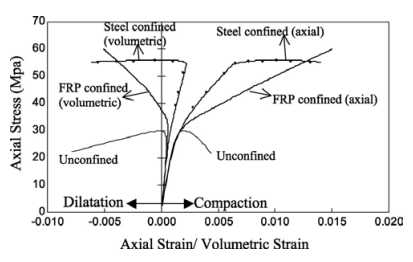 Steel confined
(volumetric)
Steel confined (axial)
FRP confined
(volumetric)
FRP confined (axial)
Unconfined
Unconfined
Dilatation
Compaction
Axial Stress (Mpa)
70
60
50
40
30
20
10
0
-0.010 -0.005 0.000 0.005 0.010 0.015 0.020
Axial Strain/ Volumetric Strain